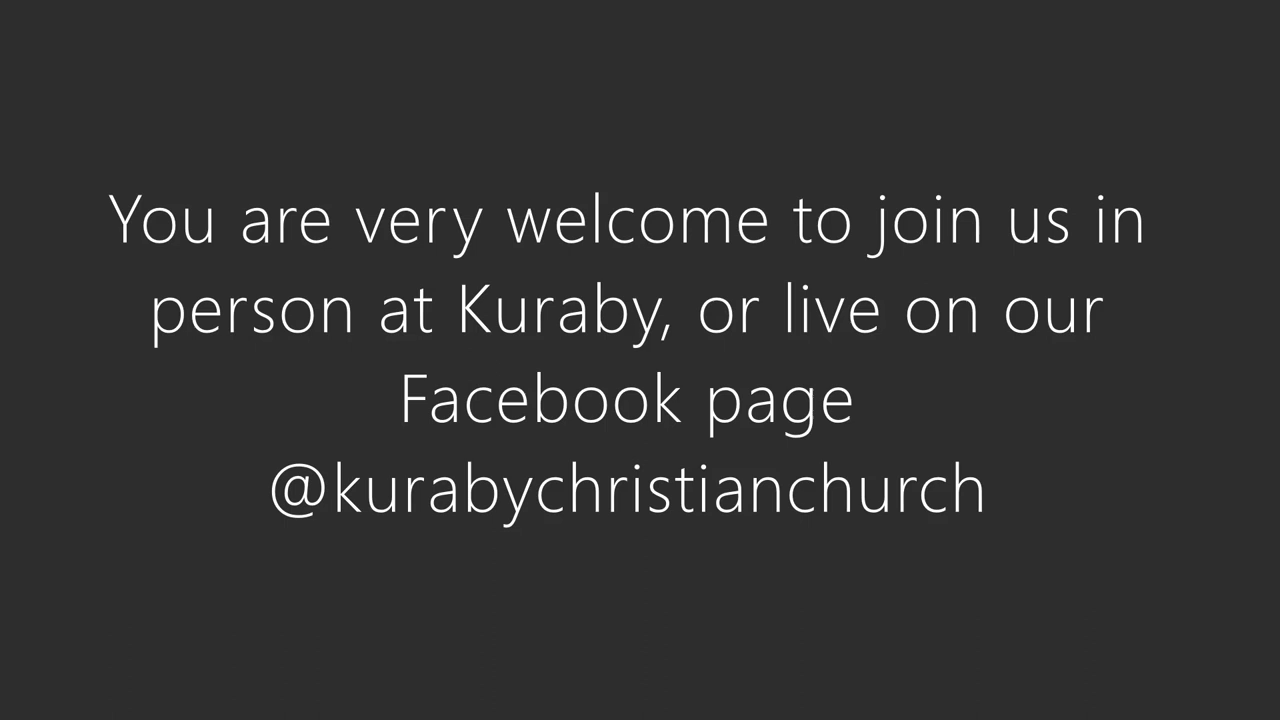 You are very welcome to join us in
person at Kuraby, or live on our
Facebook page
@kurabychristianchurch